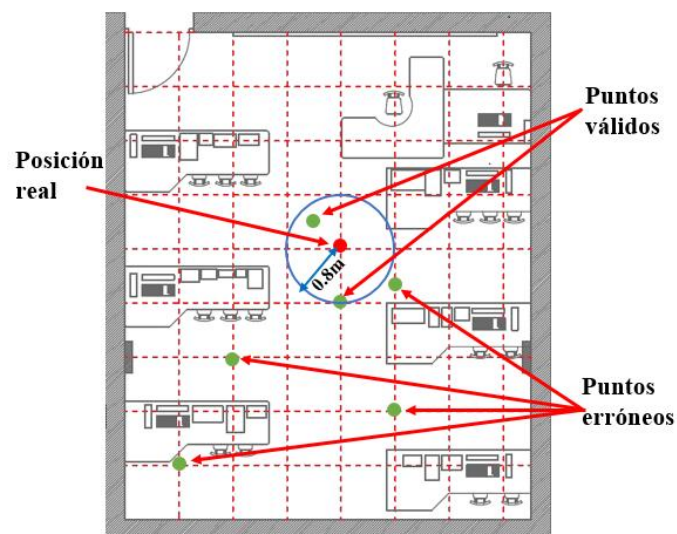 Puntos
válidos
Posición
real
0.8m
Puntos
erróneos